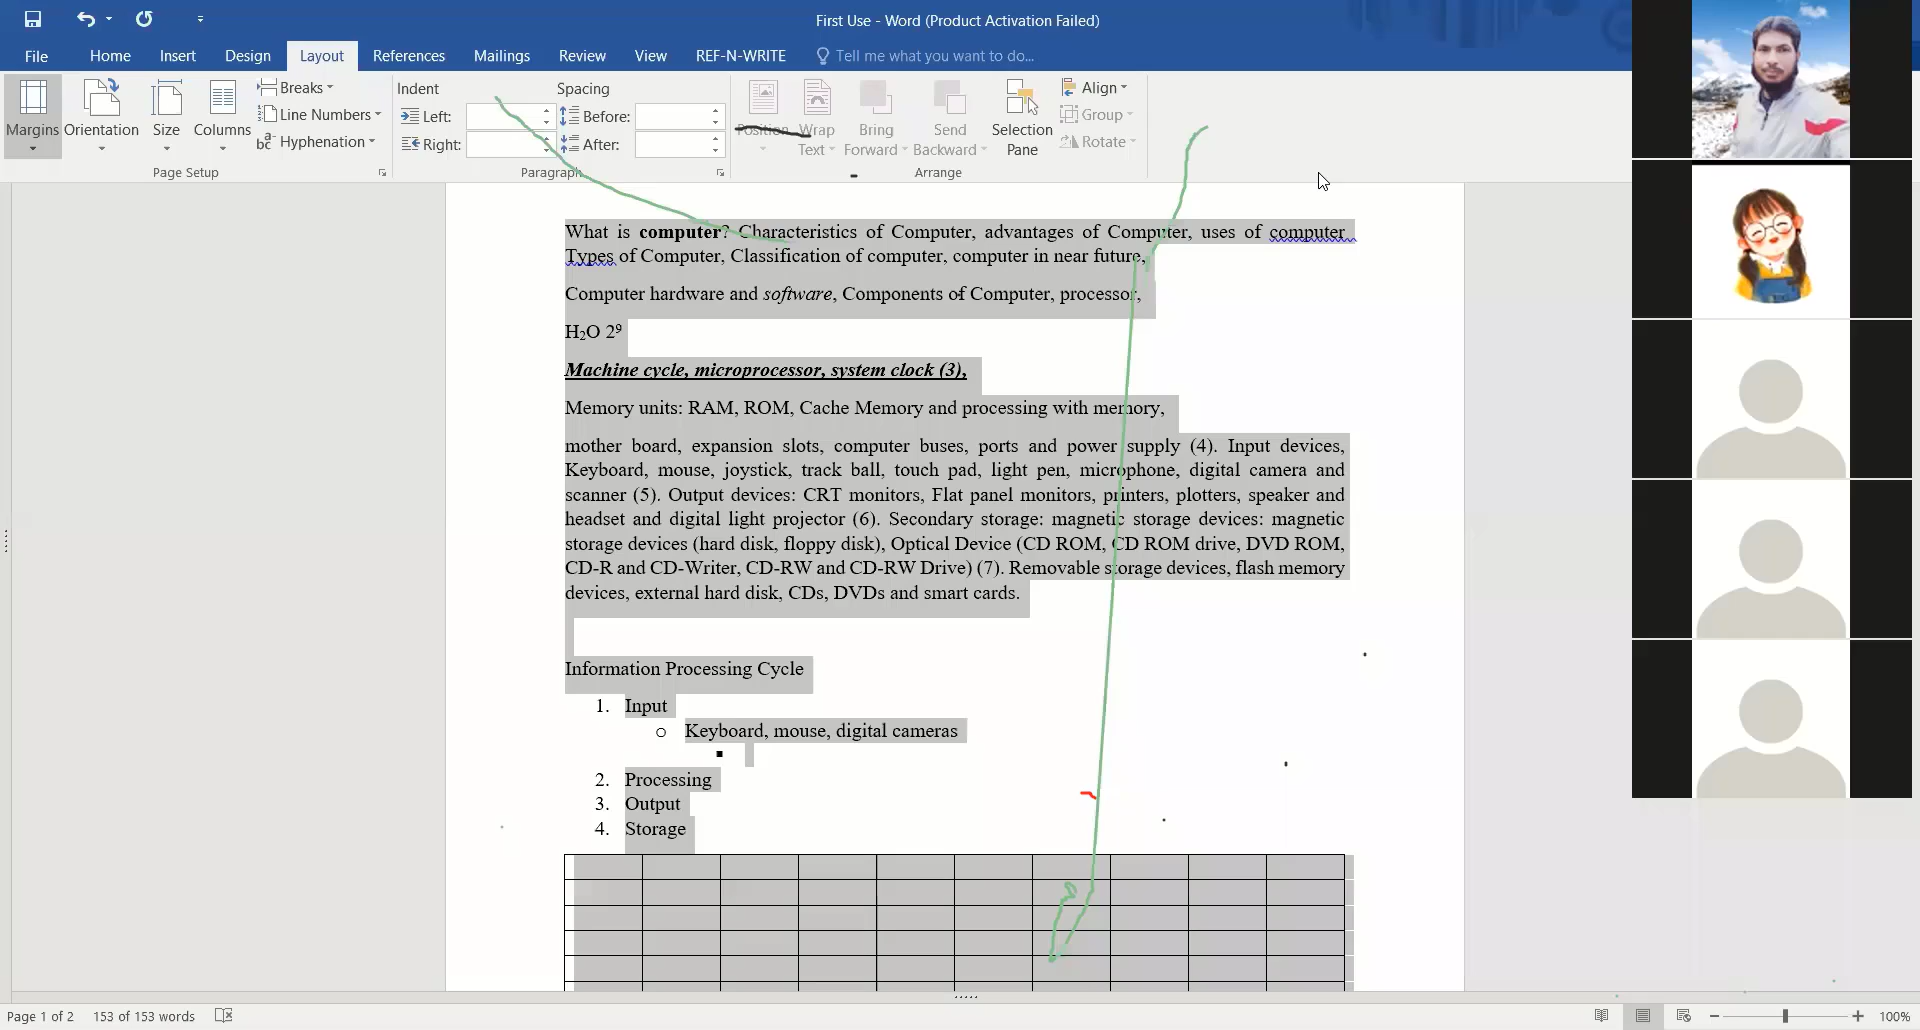 First Use - Word (Product Activation Failed)
File Home Insert Design Layout References Mailings Review View REF-N-WRITE Tell me what you want to do...
Margins Orientation Size Columns
Breaks
Line Numbers
Hyphenation
Page Setup
Indent
Left:
Right:
Spacing
Before:
After:
Paragraph
Position
Wrap Text
Bring Forward
Send Backward
Selection Pane
Align
Group
Rotate
Arrange
What is computer? Characteristics of Computer, advantages of Computer, uses of computer
Types of Computer, Classification of computer, computer in near future,
Computer hardware and software, Components of Computer, processor,
H₂O 2⁹
Machine cycle, microprocessor, system clock (3),
Memory units: RAM, ROM, Cache Memory and processing with memory,
mother board, expansion slots, computer buses, ports and power supply (4). Input devices,
Keyboard, mouse, joystick, track ball, touch pad, light pen, microphone, digital camera and
scanner (5). Output devices: CRT monitors, Flat panel monitors, printers, plotters, speaker and
headset and digital light projector (6). Secondary storage: magnetic storage devices: magnetic
storage devices (hard disk, floppy disk), Optical Device (CD ROM, CD ROM drive, DVD ROM,
CD-R and CD-Writer, CD-RW and CD-RW Drive) (7). Removable storage devices, flash memory
devices, external hard disk, CDs, DVDs and smart cards.
Information Processing Cycle
1. Input
o Keyboard, mouse, digital cameras
2. Processing
3. Output
4. Storage
Page 1 of 2 153 of 153 words 100%